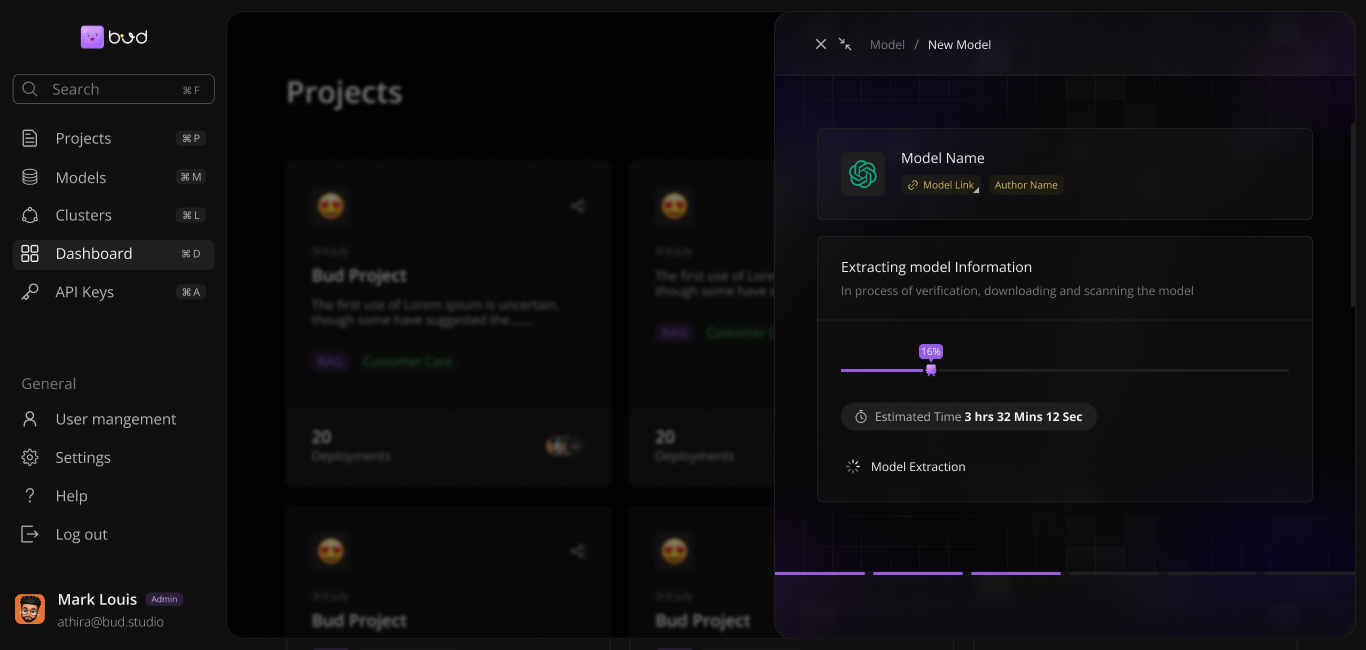 bud
Search ⌘ F
Projects ⌘ P
Models ⌘ M
Clusters ⌘ L
Dashboard ⌘ D
API Keys ⌘ A
General
User mangement
Settings
Help
Log out
Mark Louis Admin
athira@bud.studio
Projects
3rd July
Bud Project
The first use of Lorem ipsum is uncertain,
though some have suggested the......
RAG Customer Care
20
Deployments
3rd July
The first use of Lore
though some have s
RAG Customer C
20
Deployments
3rd July
Bud Project
3rd July
Bud Project
Model / New Model
Model Name
Model Link Author Name
Extracting model Information
In process of verification, downloading and scanning the model
16%
Estimated Time 3 hrs 32 Mins 12 Sec
Model Extraction